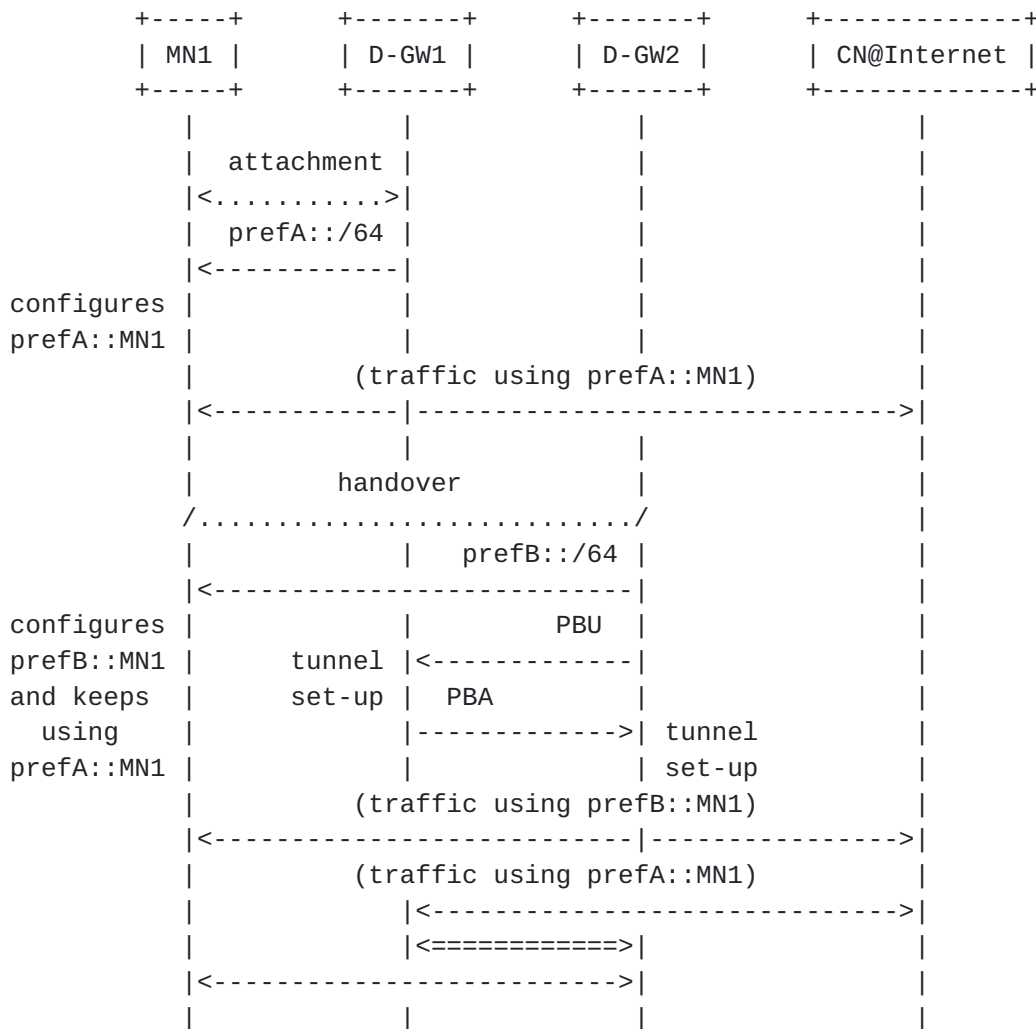 +-----+      +-------+      +-------+      +-------------+
| MN1 |      | D-GW1 |      | D-GW2 |      | CN@Internet |
+-----+      +-------+      +-------+      +-------------+
|             |              |                 |
|  attachment |              |                 |
|<...........>|              |                 |
|  prefA::/64 |              |                 |
|<------------|              |                 |
configures |             |              |                 |
prefA::MN1 |             |              |                 |
|          (traffic using prefA::MN1)          |
|<------------|------------------------------->|
|             |              |                 |
|         handover           |                 |
/............................/                 |
|             |   prefB::/64 |                 |
|<---------------------------|                 |
configures |             |         PBU  |                 |
prefB::MN1 |      tunnel |<-------------|                 |
and keeps  |      set-up |  PBA         |                 |
using    |             |------------->| tunnel          |
prefA::MN1 |             |              | set-up          |
|          (traffic using prefB::MN1)          |
|<---------------------------|---------------->|
|          (traffic using prefA::MN1)          |
|             |<------------------------------>|
|             |<============>|                 |
|<-------------------------->|                 |
|             |              |                 |